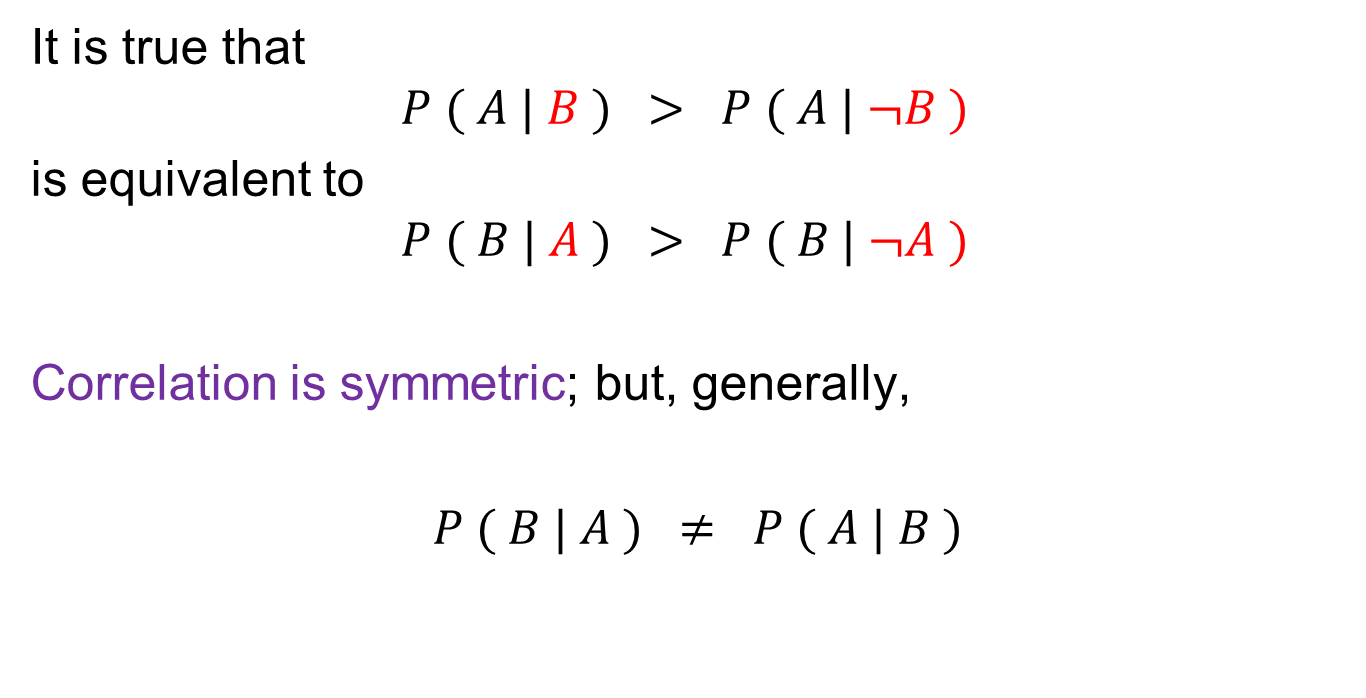 It is true that
P ( A | B ) > P ( A | ¬B )
is equivalent to
P ( B | A ) > P ( B | ¬A )
Correlation is symmetric; but, generally,
P ( B | A ) ≠ P ( A | B )